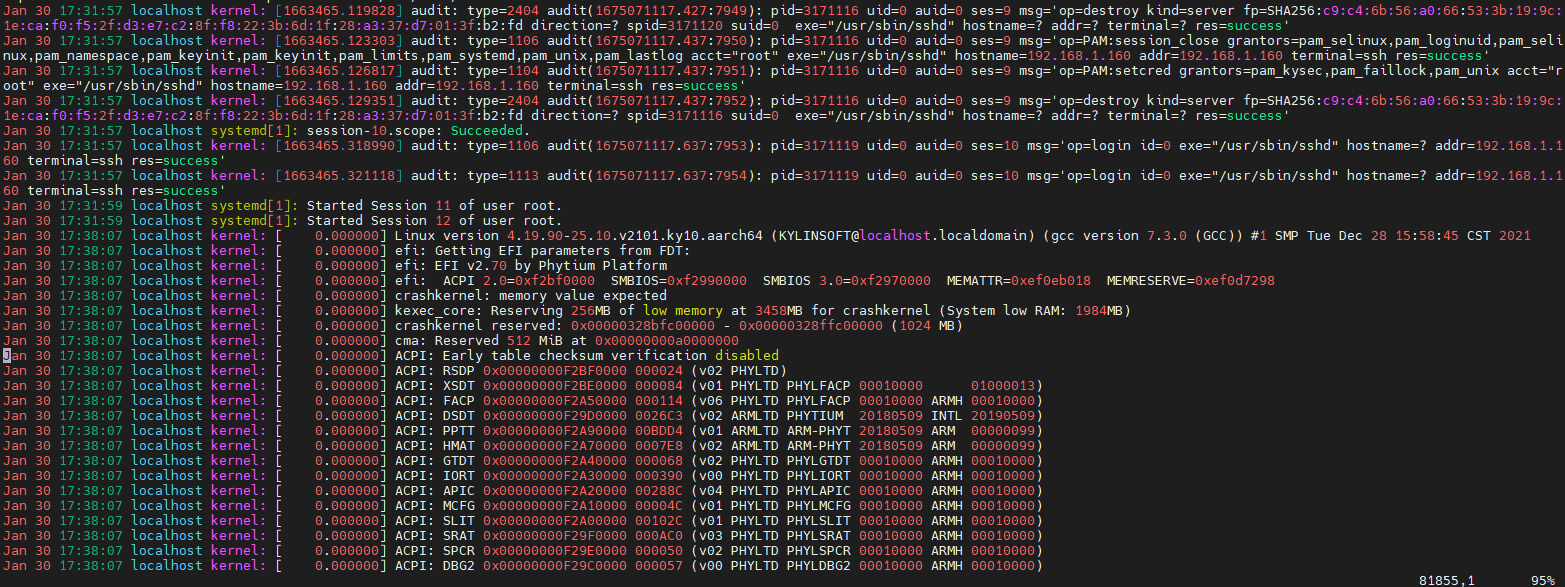 Jan 30 17:31:57 localhost kernel: [1663465.119828] audit: type=2404 audit(1675071117.427:7949): pid=3171116 uid=0 auid=0 ses=9 msg='op=destroy kind=server fp=SHA256:c9:c4:6b:56:a0:66:53:3b:19:9c:
1e:ca:f0:f5:2f:d3:e7:c2:8f:f8:22:3b:6d:1f:28:a3:37:d7:01:3f:b2:fd direction=? spid=3171120 suid=0  exe="/usr/sbin/sshd" hostname=? addr=? terminal=? res=success'
Jan 30 17:31:57 localhost kernel: [1663465.123303] audit: type=1106 audit(1675071117.437:7950): pid=3171116 uid=0 auid=0 ses=9 msg='op=PAM:session_close grantors=pam_selinux,pam_loginuid,pam_seli
nux,pam_namespace,pam_keyinit,pam_keyinit,pam_limits,pam_systemd,pam_unix,pam_lastlog acct="root" exe="/usr/sbin/sshd" hostname=192.168.1.160 addr=192.168.1.160 terminal=ssh res=success'
Jan 30 17:31:57 localhost kernel: [1663465.126817] audit: type=1104 audit(1675071117.437:7951): pid=3171116 uid=0 auid=0 ses=9 msg='op=PAM:setcred grantors=pam_kysec,pam_faillock,pam_unix acct="r
oot" exe="/usr/sbin/sshd" hostname=192.168.1.160 addr=192.168.1.160 terminal=ssh res=success'
Jan 30 17:31:57 localhost kernel: [1663465.129351] audit: type=2404 audit(1675071117.437:7952): pid=3171116 uid=0 auid=0 ses=9 msg='op=destroy kind=server fp=SHA256:c9:c4:6b:56:a0:66:53:3b:19:9c:
1e:ca:f0:f5:2f:d3:e7:c2:8f:f8:22:3b:6d:1f:28:a3:37:d7:01:3f:b2:fd direction=? spid=3171116 suid=0  exe="/usr/sbin/sshd" hostname=? addr=? terminal=? res=success'
Jan 30 17:31:57 localhost systemd[1]: session-10.scope: Succeeded.
Jan 30 17:31:57 localhost kernel: [1663465.318990] audit: type=1106 audit(1675071117.637:7953): pid=3171119 uid=0 auid=0 ses=10 msg='op=login id=0 exe="/usr/sbin/sshd" hostname=? addr=192.168.1.1
60 terminal=ssh res=success'
Jan 30 17:31:57 localhost kernel: [1663465.321118] audit: type=1113 audit(1675071117.637:7954): pid=3171119 uid=0 auid=0 ses=10 msg='op=login id=0 exe="/usr/sbin/sshd" hostname=? addr=192.168.1.1
60 terminal=ssh res=success'
Jan 30 17:31:59 localhost systemd[1]: Started Session 11 of user root.
Jan 30 17:31:59 localhost systemd[1]: Started Session 12 of user root.
Jan 30 17:38:07 localhost kernel: [    0.000000] Linux version 4.19.90-25.10.v2101.ky10.aarch64 (KYLINSOFT@localhost.localdomain) (gcc version 7.3.0 (GCC)) #1 SMP Tue Dec 28 15:58:45 CST 2021
Jan 30 17:38:07 localhost kernel: [    0.000000] efi: Getting EFI parameters from FDT:
Jan 30 17:38:07 localhost kernel: [    0.000000] efi: EFI v2.70 by Phytium Platform
Jan 30 17:38:07 localhost kernel: [    0.000000] efi:  ACPI 2.0=0xf2bf0000  SMBIOS=0xf2990000  SMBIOS 3.0=0xf2970000  MEMATTR=0xef0eb018  MEMRESERVE=0xef0d7298
Jan 30 17:38:07 localhost kernel: [    0.000000] crashkernel: memory value expected
Jan 30 17:38:07 localhost kernel: [    0.000000] kexec_core: Reserving 256MB of low memory at 3458MB for crashkernel (System low RAM: 1984MB)
Jan 30 17:38:07 localhost kernel: [    0.000000] crashkernel reserved: 0x00000328bfc00000 - 0x00000328ffc00000 (1024 MB)
Jan 30 17:38:07 localhost kernel: [    0.000000] cma: Reserved 512 MiB at 0x00000000a0000000
Jan 30 17:38:07 localhost kernel: [    0.000000] ACPI: Early table checksum verification disabled
Jan 30 17:38:07 localhost kernel: [    0.000000] ACPI: RSDP 0x00000000F2BF0000 000024 (v02 PHYLTD)
Jan 30 17:38:07 localhost kernel: [    0.000000] ACPI: XSDT 0x00000000F2BE0000 000084 (v01 PHYLTD PHYLFACP 00010000      01000013)
Jan 30 17:38:07 localhost kernel: [    0.000000] ACPI: FACP 0x00000000F2A50000 000114 (v06 PHYLTD PHYLFACP 00010000 ARMH 00010000)
Jan 30 17:38:07 localhost kernel: [    0.000000] ACPI: DSDT 0x00000000F29D0000 0026C3 (v02 ARMLTD PHYTIUM  20180509 INTL 20190509)
Jan 30 17:38:07 localhost kernel: [    0.000000] ACPI: PPTT 0x00000000F2A90000 00BDD4 (v01 ARMLTD ARM-PHYT 20180509 ARM  00000099)
Jan 30 17:38:07 localhost kernel: [    0.000000] ACPI: HMAT 0x00000000F2A70000 0007E8 (v02 ARMLTD ARM-PHYT 20180509 ARM  00000099)
Jan 30 17:38:07 localhost kernel: [    0.000000] ACPI: GTDT 0x00000000F2A40000 000068 (v02 PHYLTD PHYLGTDT 00010000 ARMH 00010000)
Jan 30 17:38:07 localhost kernel: [    0.000000] ACPI: IORT 0x00000000F2A30000 000390 (v00 PHYLTD PHYLIORT 00010000 ARMH 00010000)
Jan 30 17:38:07 localhost kernel: [    0.000000] ACPI: APIC 0x00000000F2A20000 00288C (v04 PHYLTD PHYLAPIC 00010000 ARMH 00010000)
Jan 30 17:38:07 localhost kernel: [    0.000000] ACPI: MCFG 0x00000000F2A10000 00004C (v01 PHYLTD PHYLMCFG 00010000 ARMH 00010000)
Jan 30 17:38:07 localhost kernel: [    0.000000] ACPI: SLIT 0x00000000F2A00000 00102C (v01 PHYLTD PHYLSLIT 00010000 ARMH 00010000)
Jan 30 17:38:07 localhost kernel: [    0.000000] ACPI: SRAT 0x00000000F29F0000 000AC0 (v03 PHYLTD PHYLSRAT 00010000 ARMH 00010000)
Jan 30 17:38:07 localhost kernel: [    0.000000] ACPI: SPCR 0x00000000F29E0000 000050 (v02 PHYLTD PHYLSPCR 00010000 ARMH 00010000)
Jan 30 17:38:07 localhost kernel: [    0.000000] ACPI: DBG2 0x00000000F29C0000 000057 (v00 PHYLTD PHYLDBG2 00010000 ARMH 00010000)
81855,1 95%